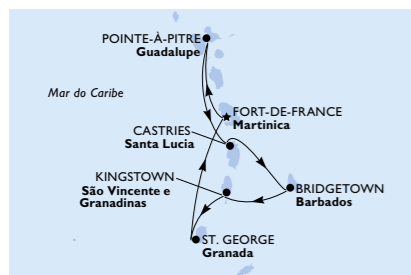 POINTE-À-PITRE
Guadalupe
Mar do Caribe
FORT-DE-FRANCE
Martinica
CASTRIES
Santa Lucia
KINGSTOWN
São Vincente e
Granadinas
BRIDGETOWN
Barbados
ST. GEORGE
Granada